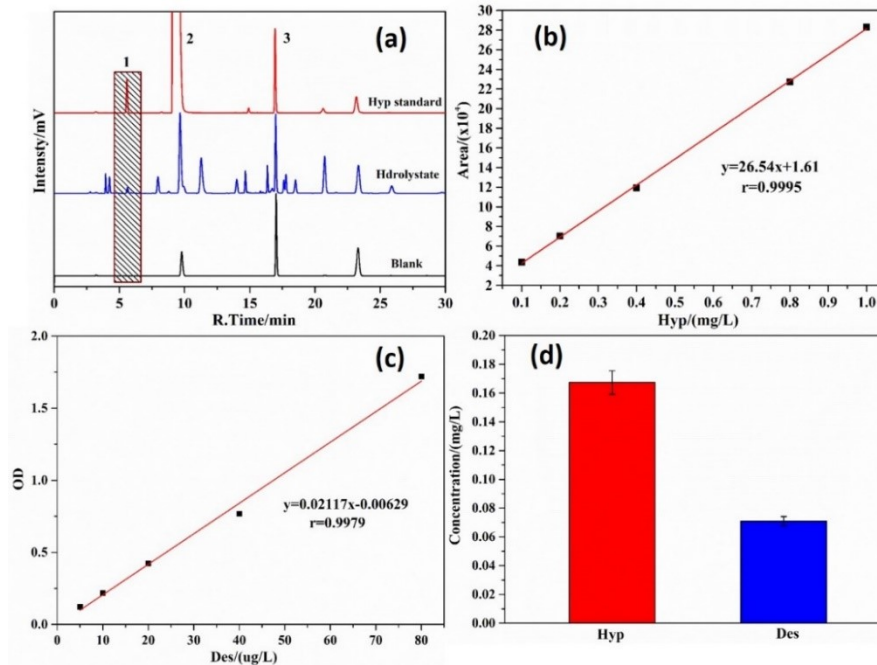 (a)
1
2
3
Hyp standard
Hdrolystate
Blank
Intensty/mV
0 5 10 15 20 25 30
R.Time/min
(b)
30
28
26
24
22
20
18
16
14
12
10
8
6
4
2
Area/(x10⁴)
y=26.54x+1.61
r=0.9995
0.1 0.2 0.3 0.4 0.5 0.6 0.7 0.8 0.9 1.0
Hyp/(mg/L)
(c)
2.0
1.5
1.0
0.5
0.0
OD
y=0.02117x-0.00629
r=0.9979
0 10 20 30 40 50 60 70 80
Des/(ug/L)
(d)
0.20
0.18
0.16
0.14
0.12
0.10
0.08
0.06
0.04
0.02
0.00
Concentration/(mg/L)
Hyp Des